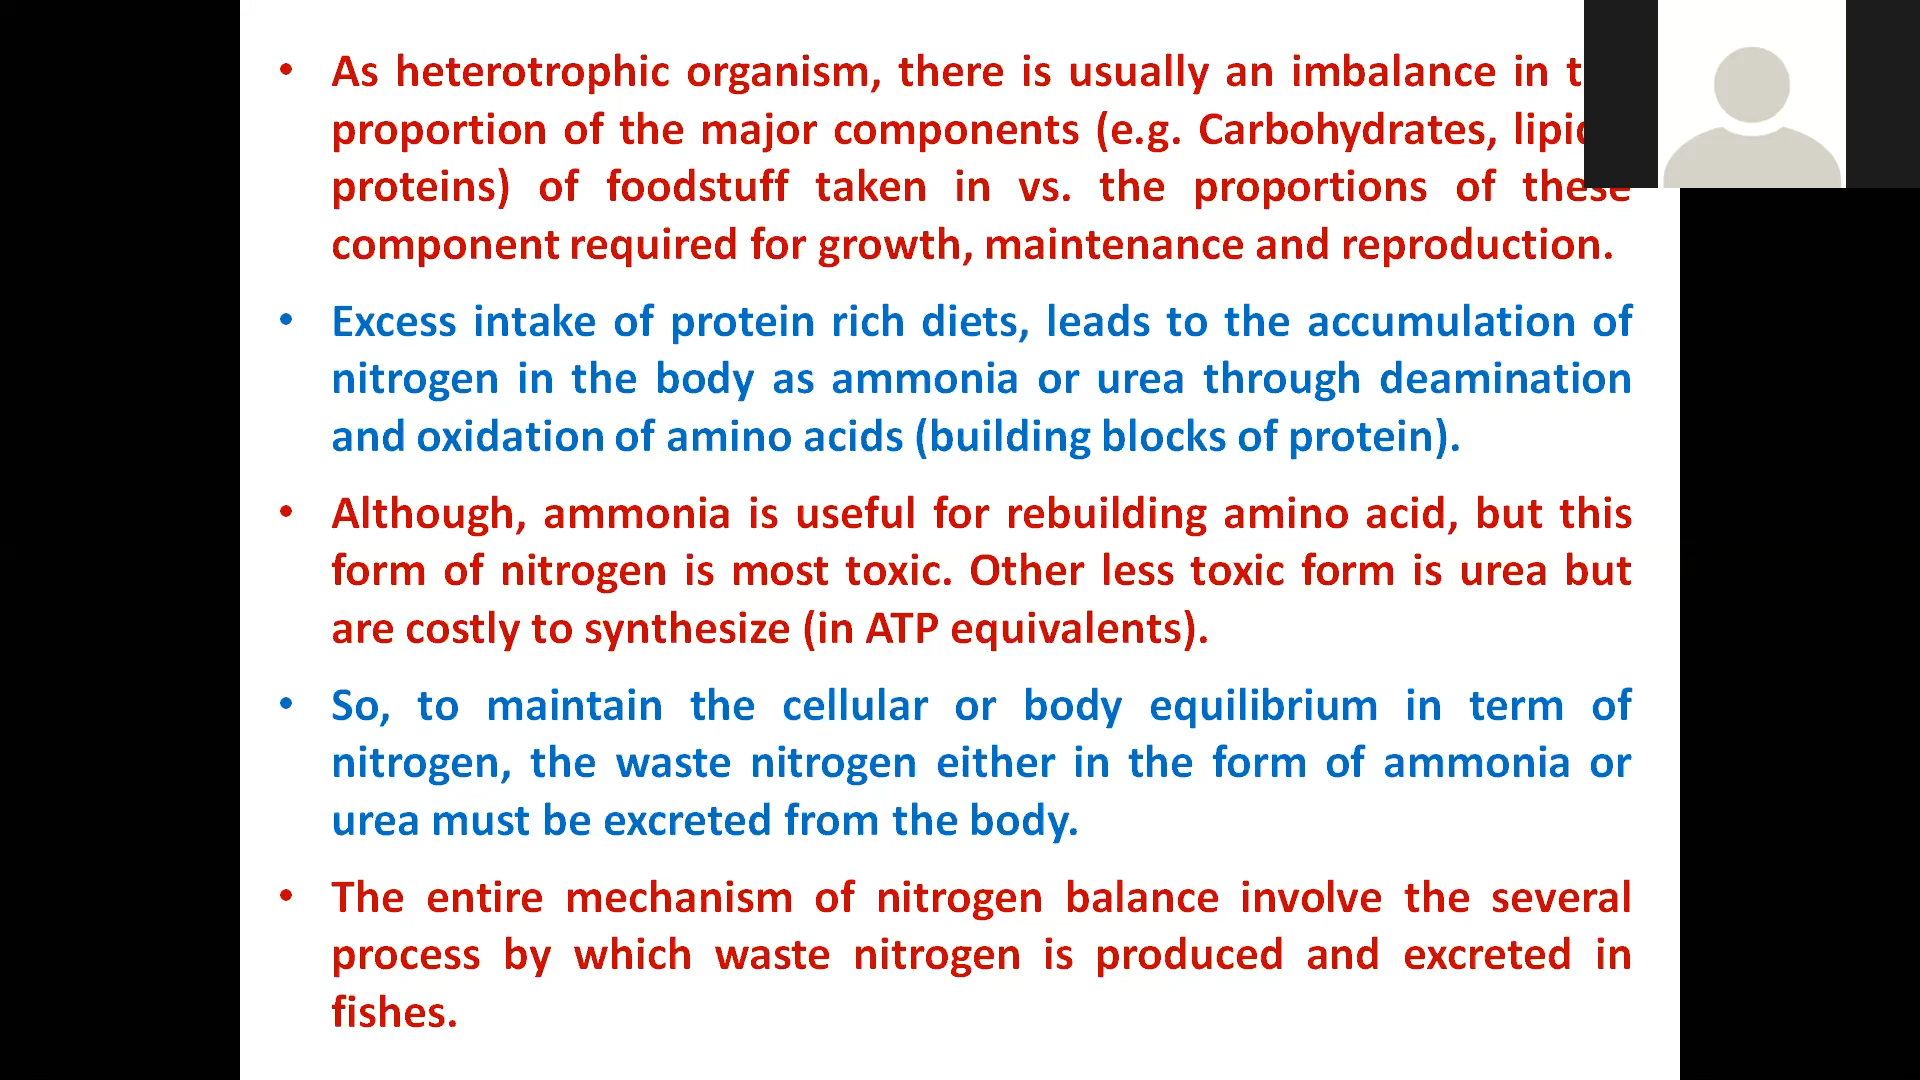 • As heterotrophic organism, there is usually an imbalance in
proportion of the major components (e.g. Carbohydrates,
proteins) of foodstuff taken in vs. the proportions of these
component required for growth, maintenance and reproduction.
• Excess intake of protein rich diets, leads to the accumulation of
nitrogen in the body as ammonia or urea through deamination
and oxidation of amino acids (building blocks of protein).
• Although, ammonia is useful for rebuilding amino acid, but this
form of nitrogen is most toxic. Other less toxic form is urea but
are costly to synthesize (in ATP equivalents).
• So, to maintain the cellular or body equilibrium in term of
nitrogen, the waste nitrogen either in the form of ammonia or
urea must be excreted from the body.
• The entire mechanism of nitrogen balance involve the several
process by which waste nitrogen is produced and excreted in
fishes.